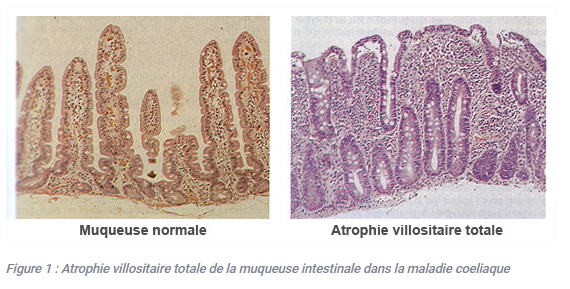 Muqueuse normale
Atrophie villositaire totale
Figure 1 : Atrophie villositaire totale de la muqueuse intestinale dans la maladie coeliaque